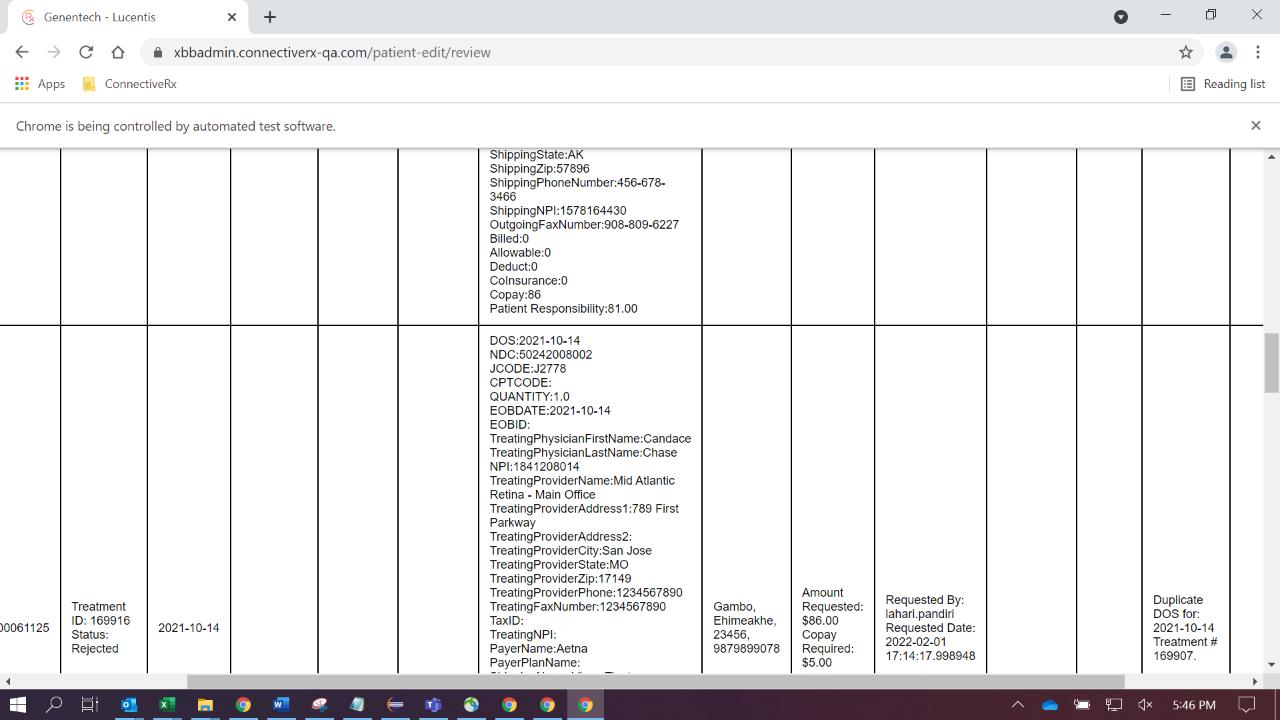 Genentech - Lucentis
xbbadmin.connectiverx-qa.com/patient-edit/review
Apps
ConnectiveRx
Reading list
Chrome is being controlled by automated test software.
ShippingState:AK
ShippingZip:57896
ShippingPhoneNumber:456-678-
3466
ShippingNPI:1578164430
OutgoingFaxNumber:908-809-6227
Billed:0
Allowable:0
Deduct:0
CoInsurance:0
Copay:86
Patient Responsibility:81.00
00061125
Treatment
ID: 169916
Status:
Rejected
2021-10-14
DOS:2021-10-14
NDC:50242008002
JCODE:J2778
CPTCODE:
QUANTITY:1.0
EOBDATE:2021-10-14
EOBID:
TreatingPhysicianFirstName:Candace
TreatingPhysicianLastName:Chase
NPI:1841208014
TreatingProviderName:Mid Atlantic
Retina - Main Office
TreatingProviderAddress1:789 First
Parkway
TreatingProviderAddress2:
TreatingProviderCity:San Jose
TreatingProviderState:MO
TreatingProviderZip:17149
TreatingProviderPhone:1234567890
TreatingFaxNumber:1234567890
TaxID:
TreatingNPI:
PayerName:Aetna
PayerPlanName:
Gambo,
Ehimeakhe,
23456,
9879899078
Amount
Requested:
$86.00
Copay
Required:
$5.00
Requested By:
lahari.pandiri
Requested Date:
2022-02-01
17:14:17.998948
Duplicate
DOS for:
2021-10-14
Treatment #
169907.
5:46 PM